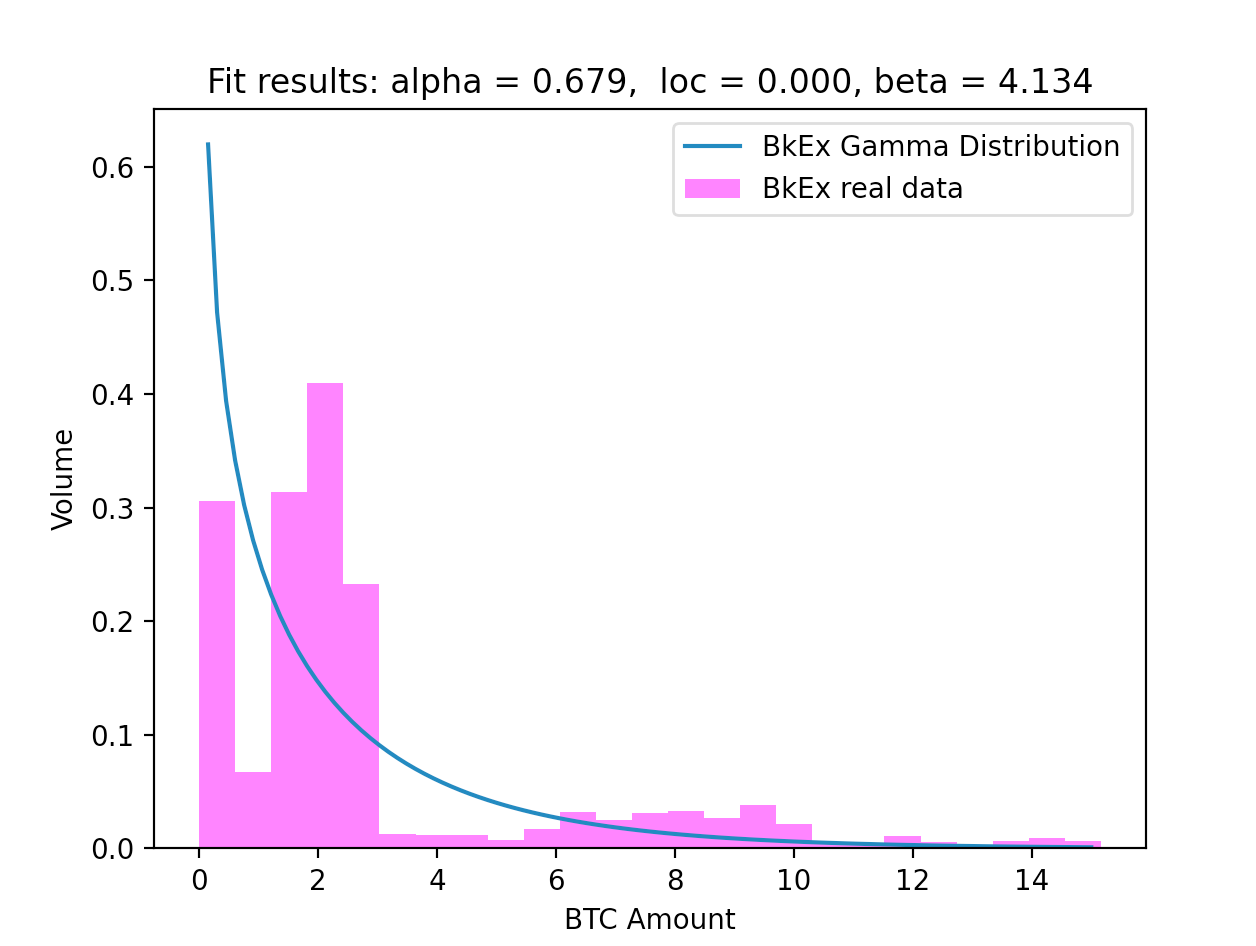 Fit results: alpha = 0.679,  loc = 0.000, beta = 4.134
BkEx Gamma Distribution
BkEx real data
0.6
0.5
0.4
0.3
0.2
0.1
0.0
Volume
0 2 4 6 8 10 12 14
BTC Amount